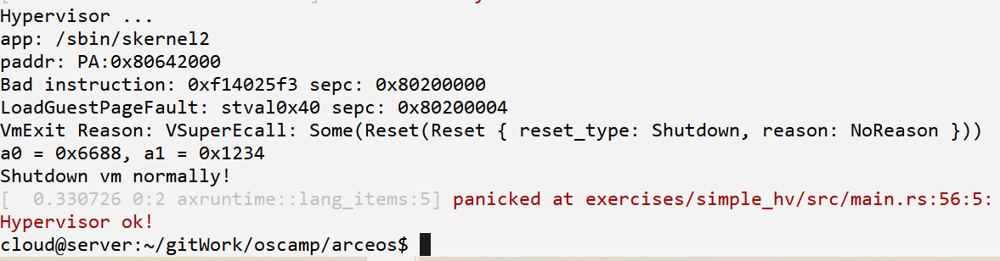 Hypervisor ...
app: /sbin/skernel2
paddr: PA:0x80642000
Bad instruction: 0xf14025f3 sepc: 0x80200000
LoadGuestPageFault: stval0x40 sepc: 0x80200004
VmExit Reason: VSuperEcall: Some(Reset(Reset { reset_type: Shutdown, reason: NoReason }))
a0 = 0x6688, a1 = 0x1234
Shutdown vm normally!
[  0.330726 0:2 axruntime::lang_items:5] panicked at exercises/simple_hv/src/main.rs:56:5:
Hypervisor ok!
cloud@server:~/gitWork/oscamp/arceos$